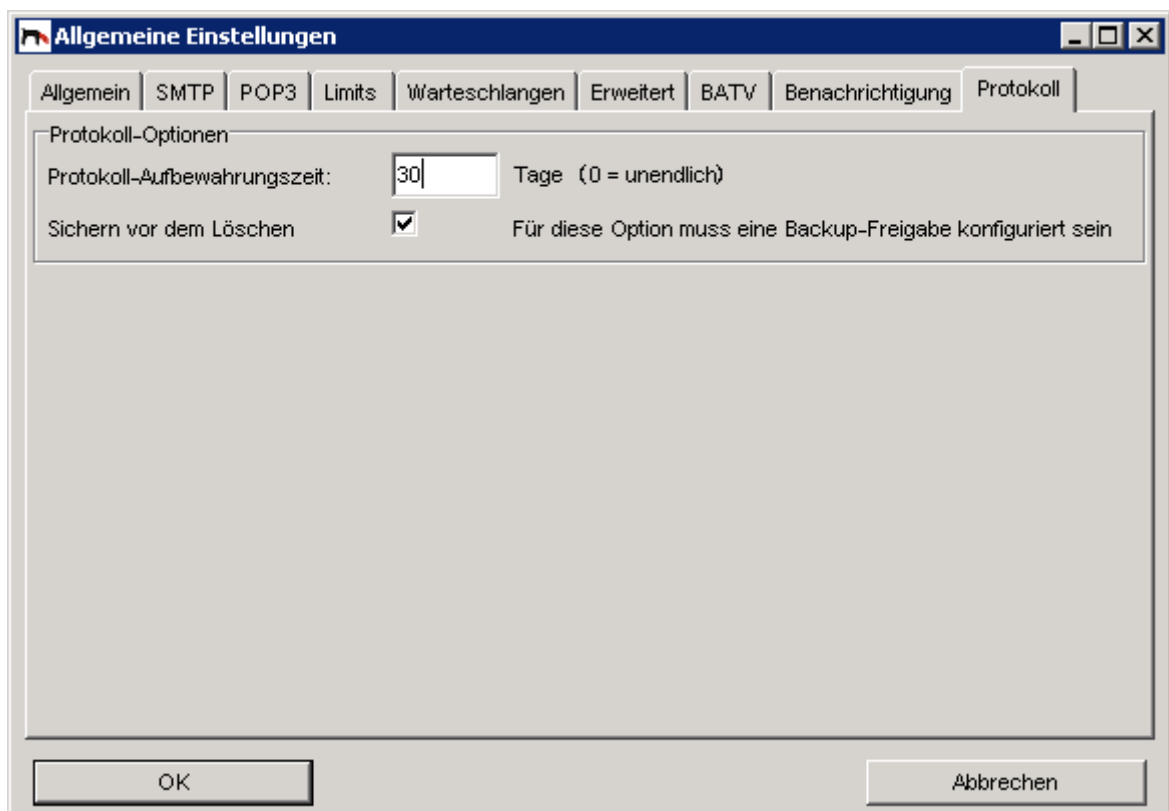 Allgemeine Einstellungen
Allgemein SMTP POP3 Limits Warteschlangen Erweitert BATV Benachrichtigung Protokoll
Protokoll-Optionen
Protokoll-Aufbewahrungszeit: 30 Tage (0 = unendlich)
Sichern vor dem Löschen Für diese Option muss eine Backup-Freigabe konfiguriert sein
OK Abbrechen